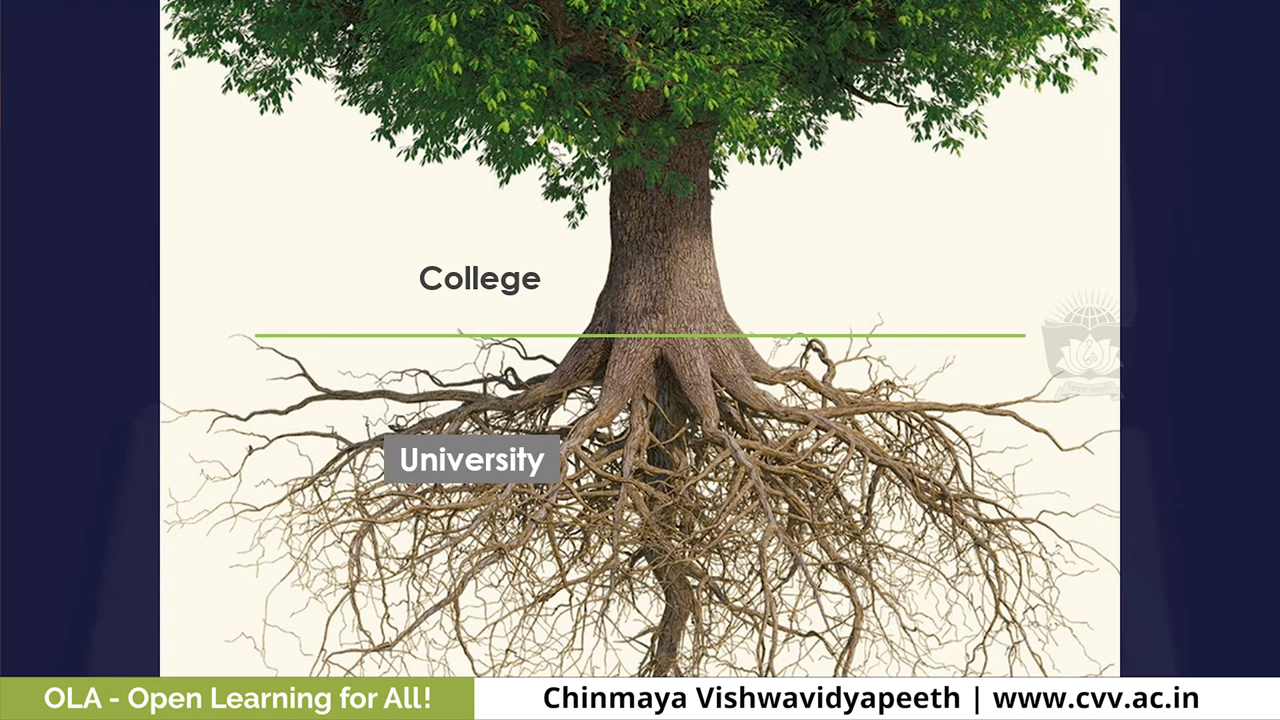 College
University
OLA - Open Learning for All!
Chinmaya Vishwavidyapeeth | www.cvv.ac.in